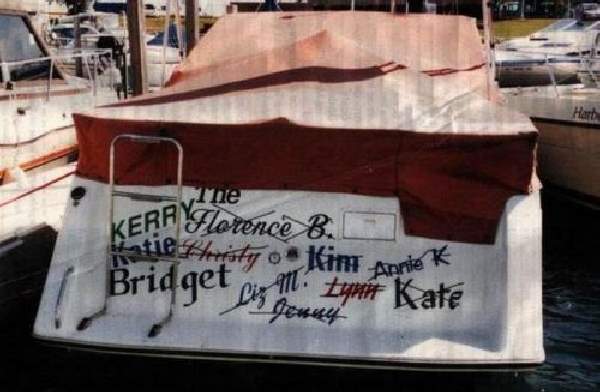 The
KERRY Florence B.
Katie Christy Kim Annie K
Bridget Liz M. Lynn Kate
Jenny